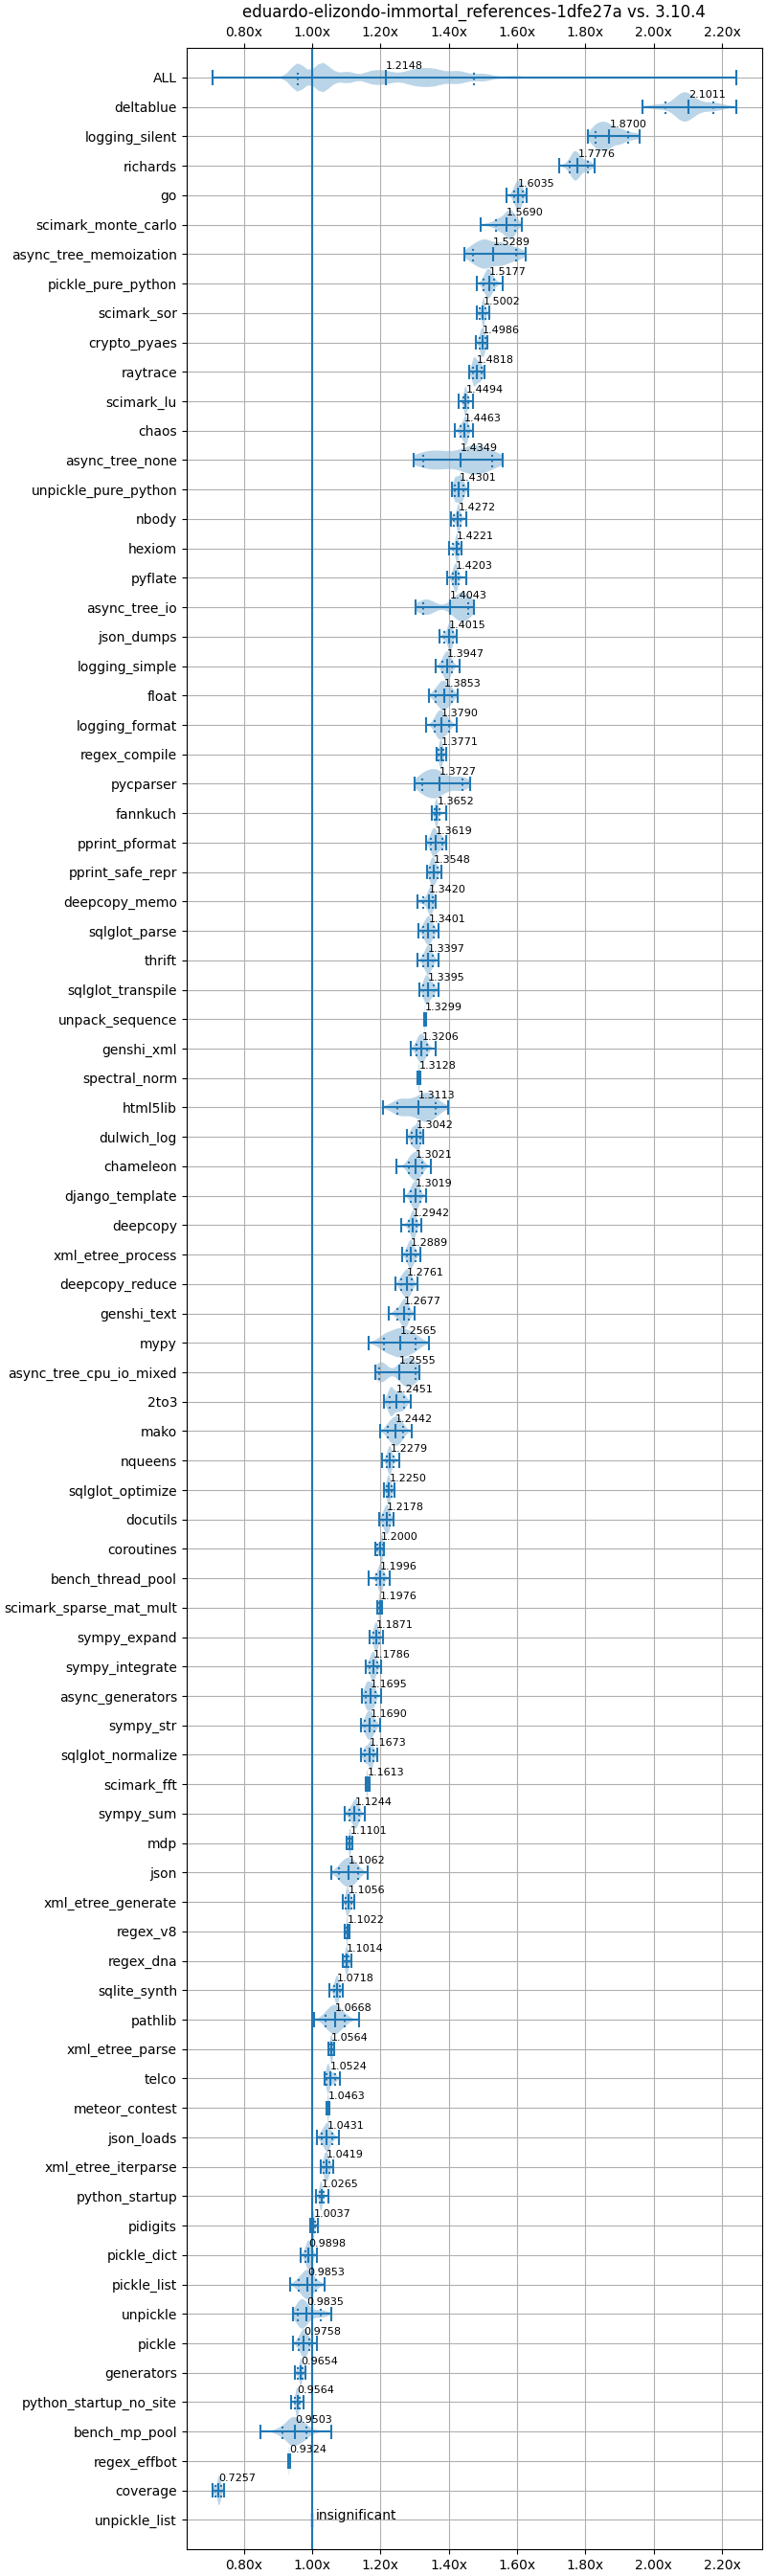 eduardo-elizondo-immortal_references-1dfe27a vs. 3.10.4
0.80x 1.00x 1.20x 1.40x 1.60x 1.80x 2.00x 2.20x
ALL 1.2148
deltablue 2.1011
logging_silent 1.8700
richards 1.7776
go 1.6035
scimark_monte_carlo 1.5690
async_tree_memoization 1.5289
pickle_pure_python 1.5177
scimark_sor 1.5002
crypto_pyaes 1.4986
raytrace 1.4818
scimark_lu 1.4494
chaos 1.4463
async_tree_none 1.4349
unpickle_pure_python 1.4301
nbody 1.4272
hexiom 1.4221
pyflate 1.4203
async_tree_io 1.4043
json_dumps 1.4015
logging_simple 1.3947
float 1.3853
logging_format 1.3790
regex_compile 1.3771
pycparser 1.3727
fannkuch 1.3652
pprint_pformat 1.3619
pprint_safe_repr 1.3548
deepcopy_memo 1.3420
sqlglot_parse 1.3401
thrift 1.3397
sqlglot_transpile 1.3395
unpack_sequence 1.3299
genshi_xml 1.3206
spectral_norm 1.3128
html5lib 1.3113
dulwich_log 1.3042
chameleon 1.3021
django_template 1.3019
deepcopy 1.2942
xml_etree_process 1.2889
deepcopy_reduce 1.2761
genshi_text 1.2677
mypy 1.2565
async_tree_cpu_io_mixed 1.2555
2to3 1.2451
mako 1.2442
nqueens 1.2279
sqlglot_optimize 1.2250
docutils 1.2178
coroutines 1.2000
bench_thread_pool 1.1996
scimark_sparse_mat_mult 1.1976
sympy_expand 1.1871
sympy_integrate 1.1786
async_generators 1.1695
sympy_str 1.1690
sqlglot_normalize 1.1673
scimark_fft 1.1613
sympy_sum 1.1244
mdp 1.1101
json 1.1062
xml_etree_generate 1.1056
regex_v8 1.1022
regex_dna 1.1014
sqlite_synth 1.0718
pathlib 1.0668
xml_etree_parse 1.0564
telco 1.0524
meteor_contest 1.0463
json_loads 1.0431
xml_etree_iterparse 1.0419
python_startup 1.0265
pidigits 1.0037
pickle_dict 0.9898
pickle_list 0.9853
unpickle 0.9835
pickle 0.9758
generators 0.9654
python_startup_no_site 0.9564
bench_mp_pool 0.9503
regex_effbot 0.9324
coverage 0.7257
unpickle_list insignificant
0.80x 1.00x 1.20x 1.40x 1.60x 1.80x 2.00x 2.20x